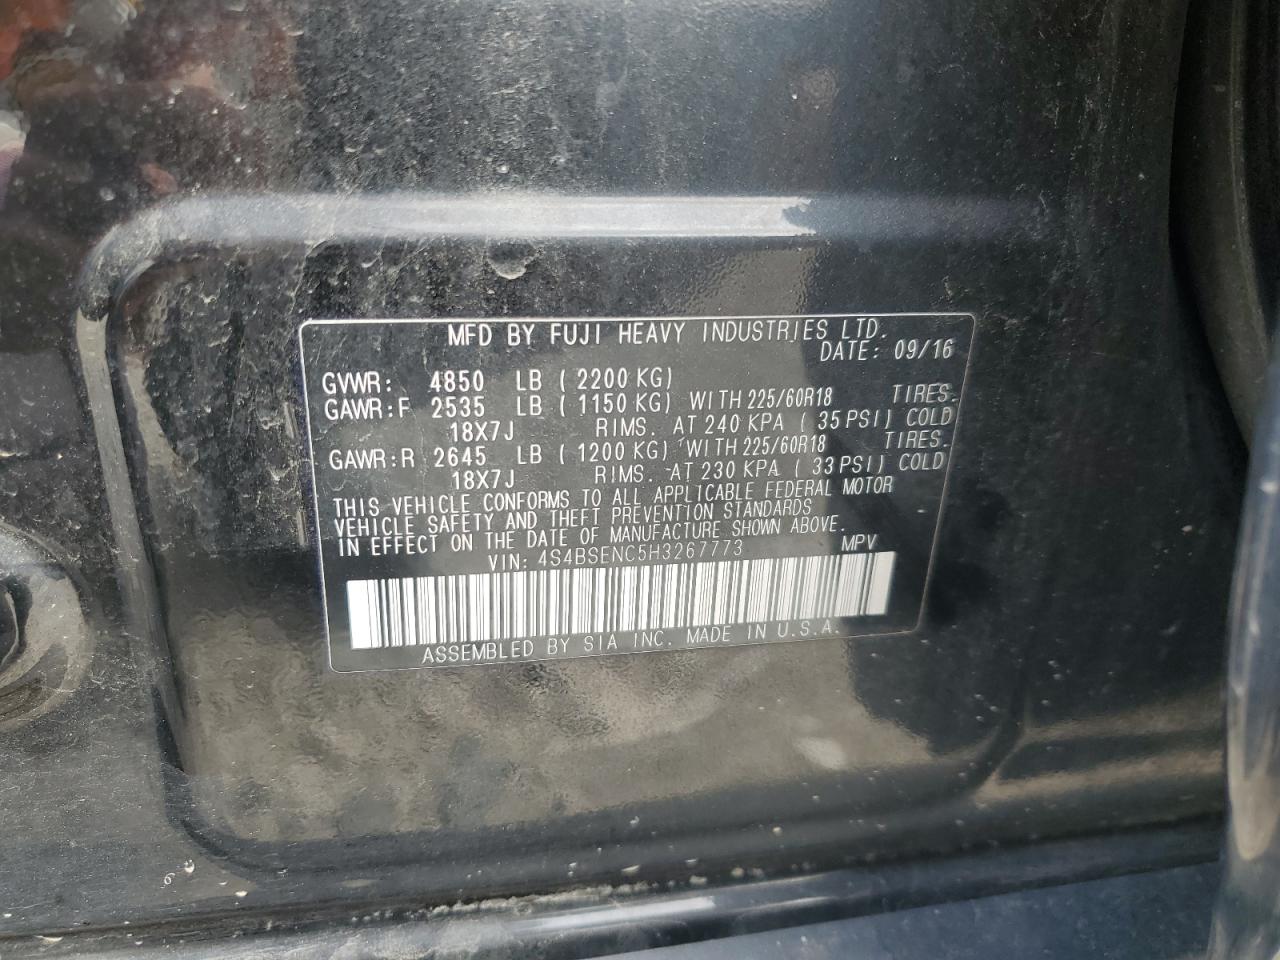 MFD BY FUJI HEAVY INDUSTRIES LTD.
DATE: 09/16
GVWR: 4850 LB ( 2200 KG)
GAWR:F 2535 LB ( 1150 KG) WITH 225/60R18 TIRES.
18X7J RIMS. AT 240 KPA ( 35 PSI) COLD
GAWR:R 2645 LB ( 1200 KG) WITH 225/60R18 TIRES.
18X7J RIMS. AT 230 KPA ( 33 PSI) COLD
THIS VEHICLE CONFORMS TO ALL APPLICABLE FEDERAL MOTOR
VEHICLE SAFETY AND THEFT PREVENTION STANDARDS
IN EFFECT ON THE DATE OF MANUFACTURE SHOWN ABOVE.
VIN: 4S4BSENC5H3267773 MPV
ASSEMBLED BY SIA INC. MADE IN U.S.A.